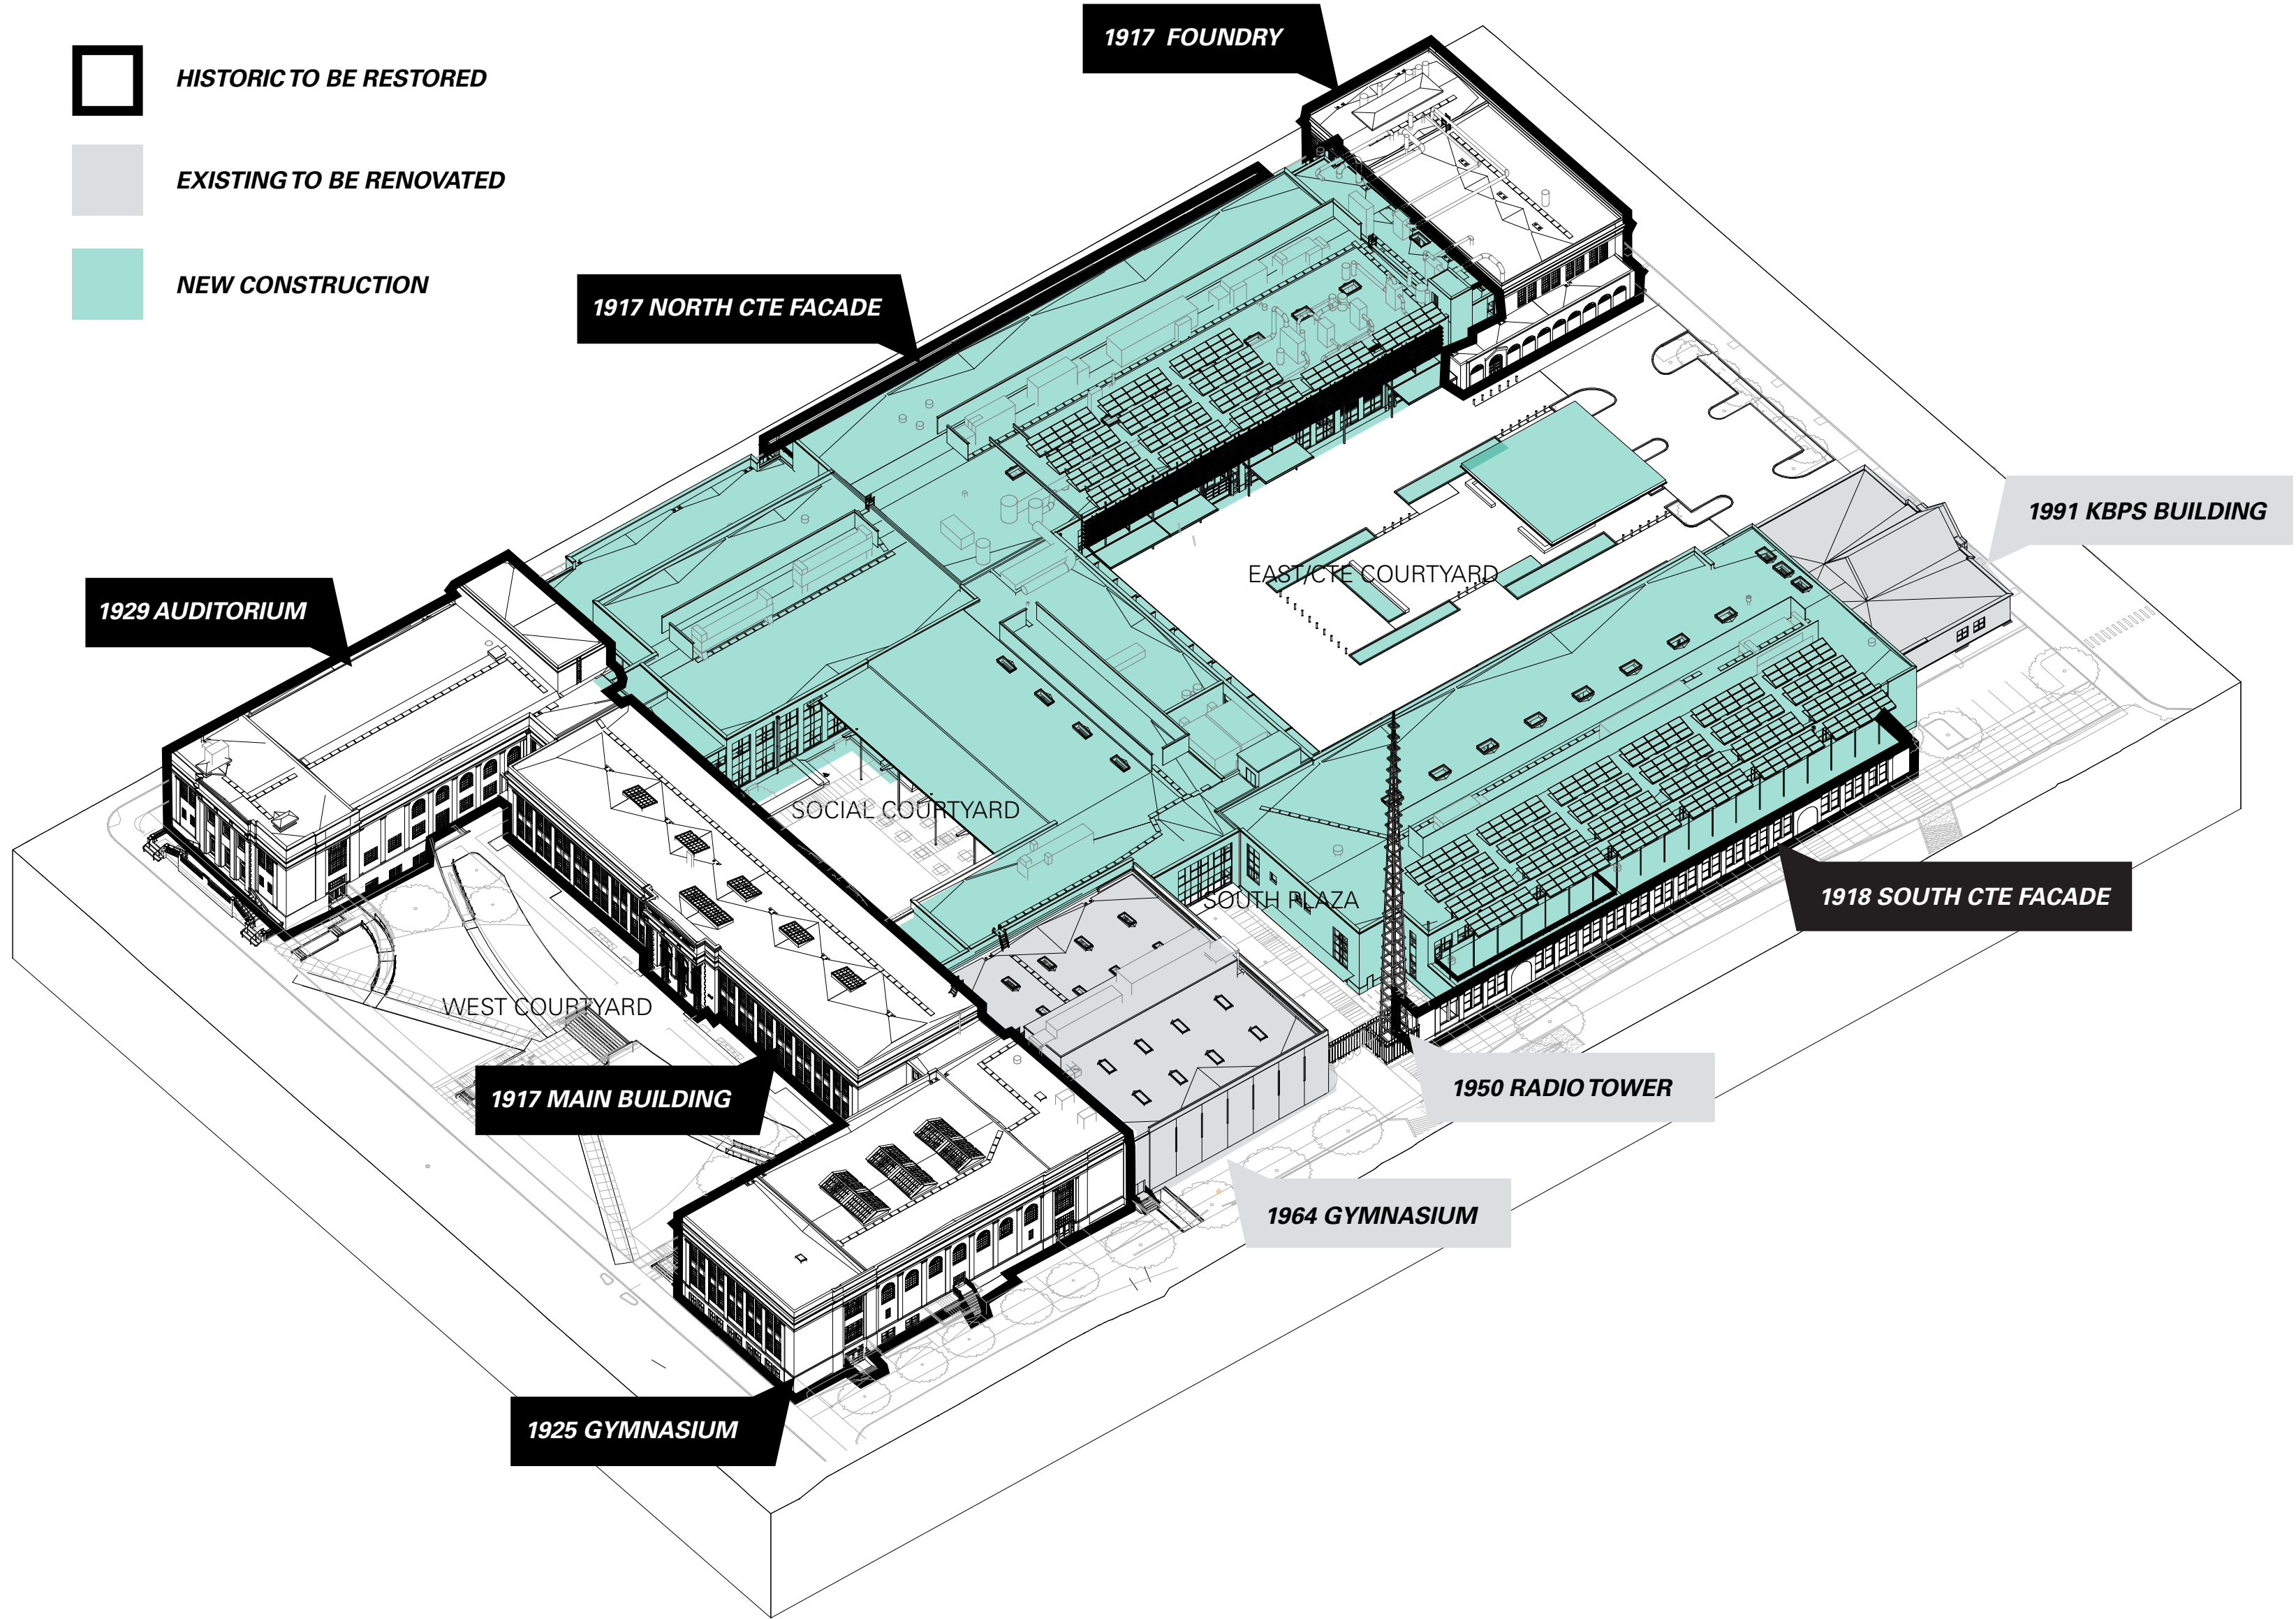 1917 FOUNDRY
HISTORIC TO BE RESTORED
EXISTING TO BE RENOVATED
NEW CONSTRUCTION
1917 NORTH CTE FACADE
1991 KBPS BUILDING
EAST/CTE COURTYARD
1929 AUDITORIUM
SOCIAL COURTYARD
SOUTH PLAZA
1918 SOUTH CTE FACADE
WEST COURTYARD
1950 RADIO TOWER
1917 MAIN BUILDING
1964 GYMNASIUM
1925 GYMNASIUM